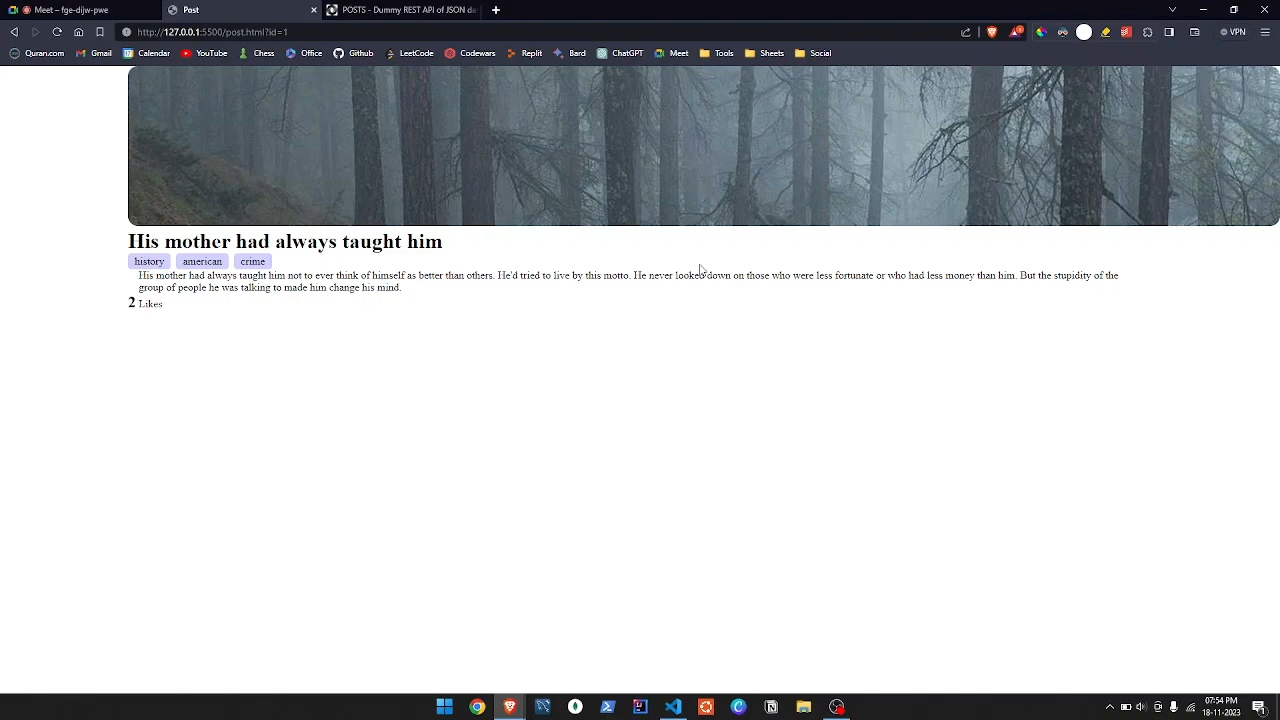 Meet – fge-dijw-pwe
Post
POSTS - Dummy REST API of JSON da
http://127.0.0.1:5500/post.html?id=1
VPN
Quran.com
Gmail
Calendar
YouTube
Chess
Office
Github
LeetCode
Codewars
Replit
Bard
ChatGPT
Meet
Tools
Sheets
Social
His mother had always taught him
history
american
crime
His mother had always taught him not to ever think of himself as better than others. He'd tried to live by this motto. He never looked down on those who were less fortunate or who had less money than him. But the stupidity of the
group of people he was talking to made him change his mind.
2 Likes
07:54 PM
18-11-2023